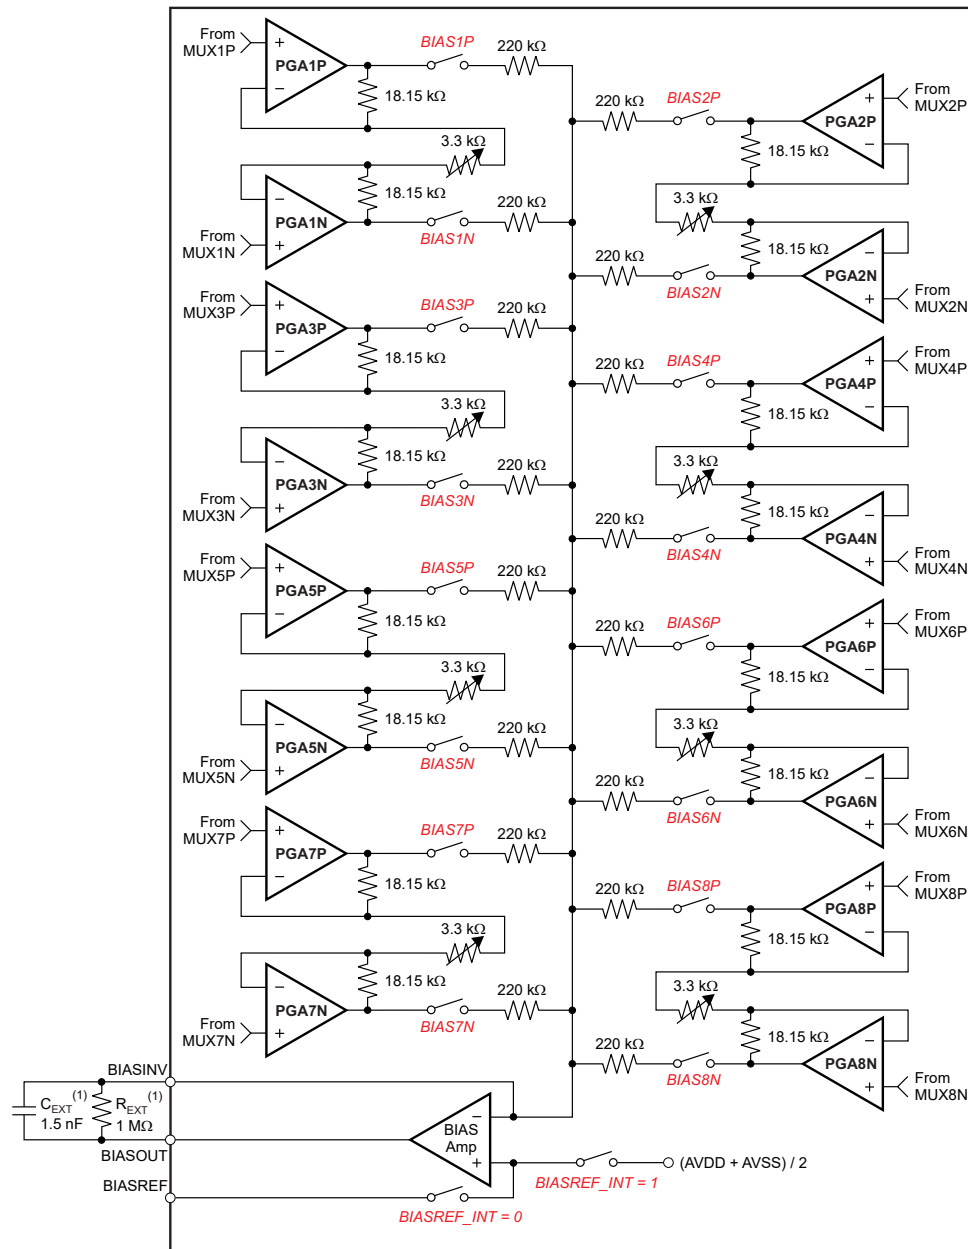 From
MUX1P
+
PGA1P
−
BIAS1P
220 kΩ
18.15 kΩ
3.3 kΩ
−
PGA1N
+
18.15 kΩ
From
MUX1N
BIAS1N
220 kΩ
From
MUX3P
+
PGA3P
−
BIAS3P
220 kΩ
18.15 kΩ
3.3 kΩ
−
PGA3N
+
18.15 kΩ
From
MUX3N
BIAS3N
220 kΩ
From
MUX5P
+
PGA5P
−
BIAS5P
220 kΩ
18.15 kΩ
3.3 kΩ
−
PGA5N
+
18.15 kΩ
From
MUX5N
BIAS5N
220 kΩ
From
MUX7P
+
PGA7P
−
BIAS7P
220 kΩ
18.15 kΩ
3.3 kΩ
−
PGA7N
+
18.15 kΩ
From
MUX7N
BIAS7N
220 kΩ
220 kΩ
BIAS2P
+
PGA2P
−
From
MUX2P
18.15 kΩ
3.3 kΩ
220 kΩ
BIAS2N
18.15 kΩ
−
PGA2N
+
From
MUX2N
220 kΩ
BIAS4P
+
PGA4P
−
From
MUX4P
18.15 kΩ
3.3 kΩ
220 kΩ
BIAS4N
18.15 kΩ
−
PGA4N
+
From
MUX4N
220 kΩ
BIAS6P
+
PGA6P
−
From
MUX6P
18.15 kΩ
3.3 kΩ
220 kΩ
BIAS6N
18.15 kΩ
−
PGA6N
+
From
MUX6N
220 kΩ
BIAS8P
+
PGA8P
−
From
MUX8P
18.15 kΩ
3.3 kΩ
220 kΩ
BIAS8N
18.15 kΩ
−
PGA8N
+
From
MUX8N
BIASINV
CEXT(1)
1.5 nF
REXT(1)
1 MΩ
BIASOUT
BIASREF
−
BIAS
Amp
+
(AVDD + AVSS) / 2
BIASREF_INT = 1
BIASREF_INT = 0